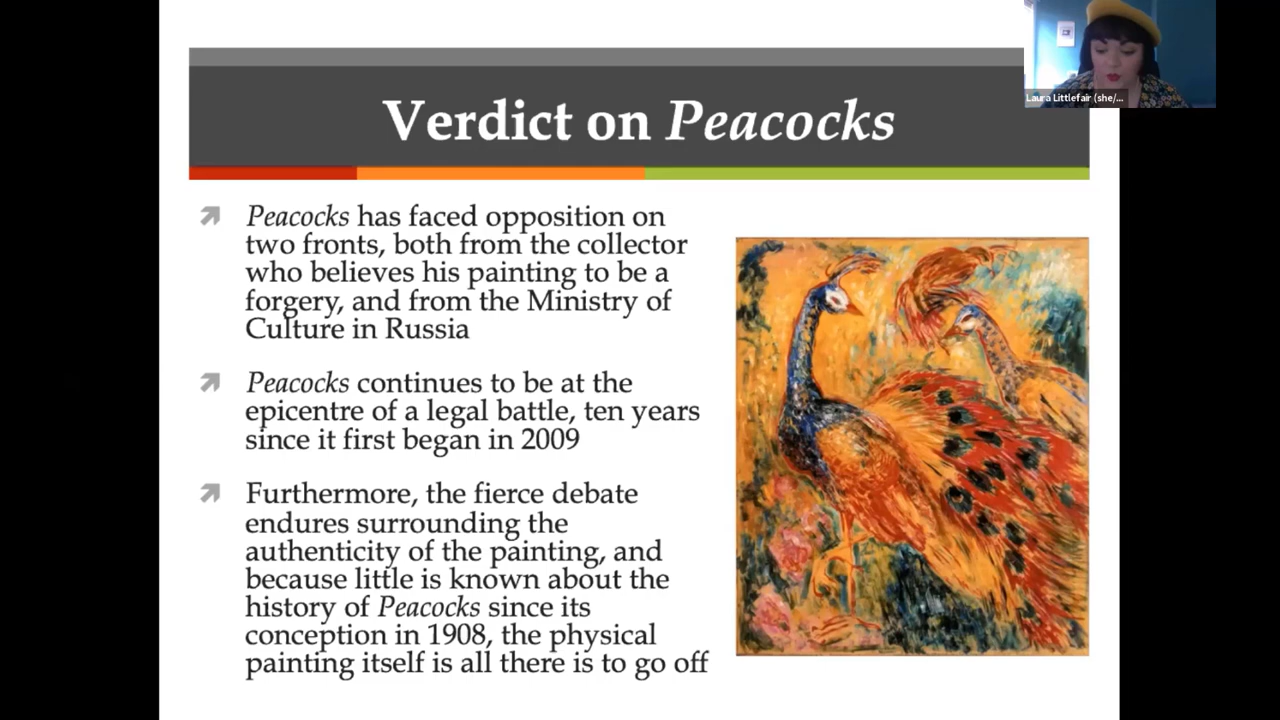 Laura Littlefair (she/...
Verdict on Peacocks
Peacocks has faced opposition on
two fronts, both from the collector
who believes his painting to be a
forgery, and from the Ministry of
Culture in Russia
Peacocks continues to be at the
epicentre of a legal battle, ten years
since it first began in 2009
Furthermore, the fierce debate
endures surrounding the
authenticity of the painting, and
because little is known about the
history of Peacocks since its
conception in 1908, the physical
painting itself is all there is to go off